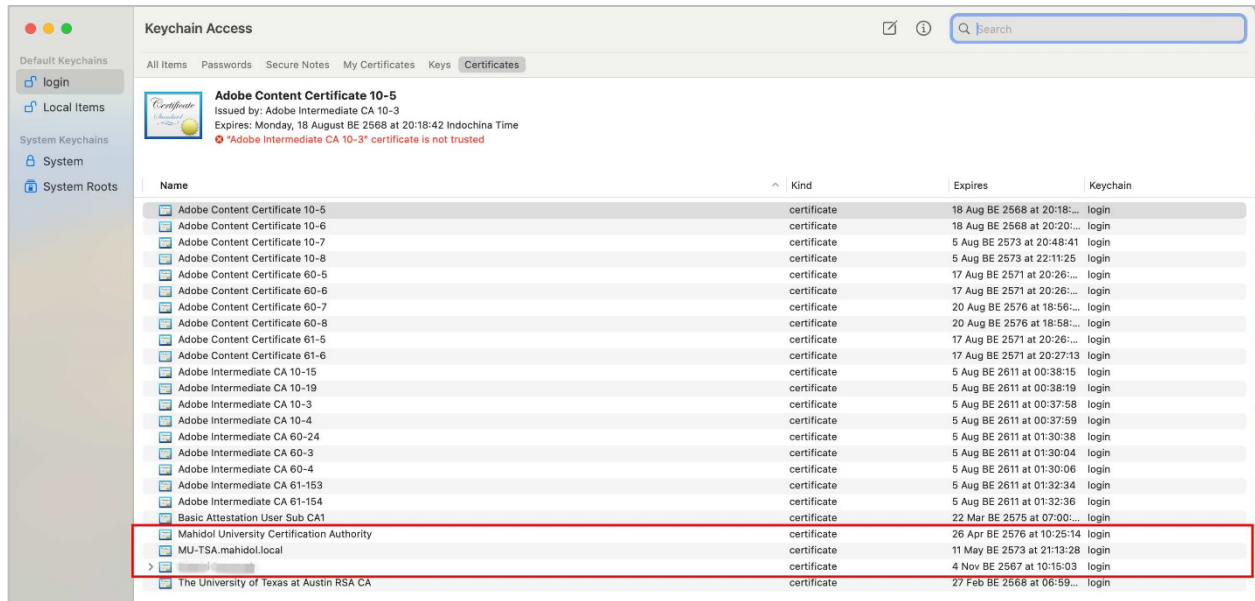 Keychain Access
Search
Default Keychains
login
Local Items
System Keychains
System
System Roots
All Items Passwords Secure Notes My Certificates Keys Certificates
Certificate
Standard
Adobe Content Certificate 10-5
Issued by: Adobe Intermediate CA 10-3
Expires: Monday, 18 August BE 2568 at 20:18:42 Indochina Time
"Adobe Intermediate CA 10-3" certificate is not trusted
Name Kind Expires Keychain
Adobe Content Certificate 10-5 certificate 18 Aug BE 2568 at 20:18:... login
Adobe Content Certificate 10-6 certificate 18 Aug BE 2568 at 20:20:... login
Adobe Content Certificate 10-7 certificate 5 Aug BE 2573 at 20:48:41 login
Adobe Content Certificate 10-8 certificate 5 Aug BE 2573 at 22:11:25 login
Adobe Content Certificate 60-5 certificate 17 Aug BE 2571 at 20:26:... login
Adobe Content Certificate 60-6 certificate 17 Aug BE 2571 at 20:26:... login
Adobe Content Certificate 60-7 certificate 20 Aug BE 2576 at 18:56:... login
Adobe Content Certificate 60-8 certificate 20 Aug BE 2576 at 18:58:... login
Adobe Content Certificate 61-5 certificate 17 Aug BE 2571 at 20:26:... login
Adobe Content Certificate 61-6 certificate 17 Aug BE 2571 at 20:27:13 login
Adobe Intermediate CA 10-15 certificate 5 Aug BE 2611 at 00:38:15 login
Adobe Intermediate CA 10-19 certificate 5 Aug BE 2611 at 00:38:19 login
Adobe Intermediate CA 10-3 certificate 5 Aug BE 2611 at 00:37:58 login
Adobe Intermediate CA 10-4 certificate 5 Aug BE 2611 at 00:37:59 login
Adobe Intermediate CA 60-24 certificate 5 Aug BE 2611 at 01:30:38 login
Adobe Intermediate CA 60-3 certificate 5 Aug BE 2611 at 01:30:04 login
Adobe Intermediate CA 60-4 certificate 5 Aug BE 2611 at 01:30:06 login
Adobe Intermediate CA 61-153 certificate 5 Aug BE 2611 at 01:32:34 login
Adobe Intermediate CA 61-154 certificate 5 Aug BE 2611 at 01:32:36 login
Basic Attestation User Sub CA1 certificate 22 Mar BE 2575 at 07:00:... login
Mahidol University Certification Authority certificate 26 Apr BE 2576 at 10:25:14 login
MU-TSA.mahidol.local certificate 11 May BE 2573 at 21:13:28 login
certificate 4 Nov BE 2567 at 10:15:03 login
The University of Texas at Austin RSA CA certificate 27 Feb BE 2568 at 06:59... login